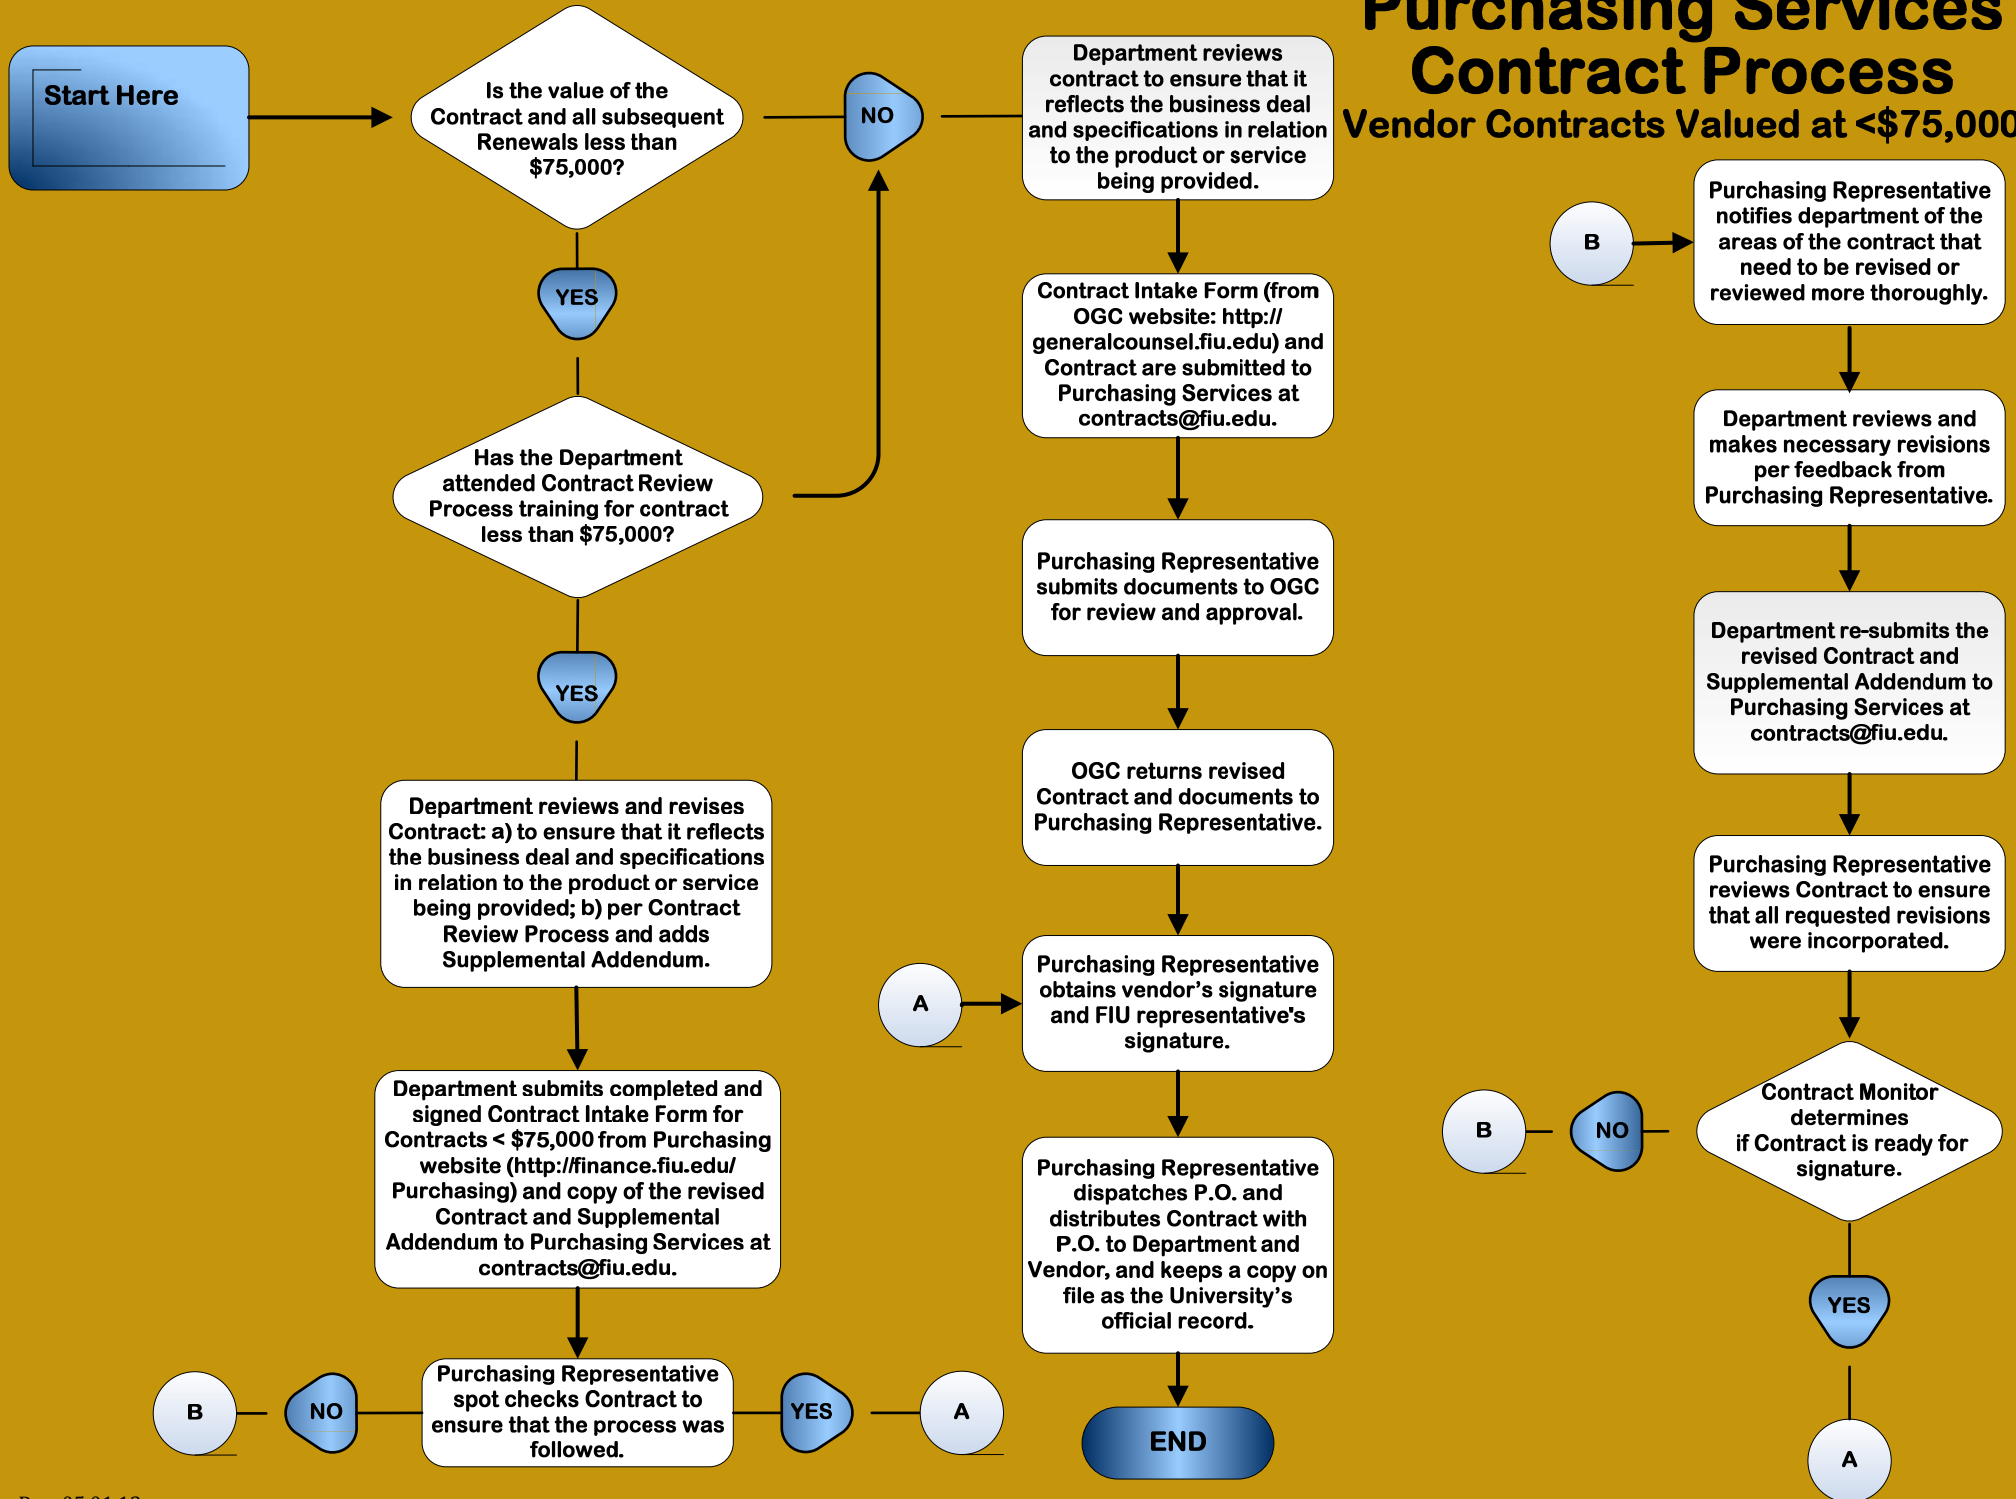 Purchasing Services
Contract Process
Vendor Contracts Valued at <$75,000
Start Here
Is the value of the
Contract and all subsequent
Renewals less than
$75,000?
NO
YES
Has the Department
attended Contract Review
Process training for contract
less than $75,000?
YES
Department reviews and revises
Contract: a) to ensure that it reflects
the business deal and specifications
in relation to the product or service
being provided; b) per Contract
Review Process and adds
Supplemental Addendum.
Department submits completed and
signed Contract Intake Form for
Contracts < $75,000 from Purchasing
website (http://finance.fiu.edu/
Purchasing) and copy of the revised
Contract and Supplemental
Addendum to Purchasing Services at
contracts@fiu.edu.
Purchasing Representative
spot checks Contract to
ensure that the process was
followed.
B
NO
YES
A
Department reviews
contract to ensure that it
reflects the business deal
and specifications in relation
to the product or service
being provided.
Contract Intake Form (from
OGC website: http://
generalcounsel.fiu.edu) and
Contract are submitted to
Purchasing Services at
contracts@fiu.edu.
Purchasing Representative
submits documents to OGC
for review and approval.
OGC returns revised
Contract and documents to
Purchasing Representative.
A
Purchasing Representative
obtains vendor’s signature
and FIU representative's
signature.
Purchasing Representative
dispatches P.O. and
distributes Contract with
P.O. to Department and
Vendor, and keeps a copy on
file as the University’s
official record.
END
B
Purchasing Representative
notifies department of the
areas of the contract that
need to be revised or
reviewed more thoroughly.
Department reviews and
makes necessary revisions
per feedback from
Purchasing Representative.
Department re-submits the
revised Contract and
Supplemental Addendum to
Purchasing Services at
contracts@fiu.edu.
Purchasing Representative
reviews Contract to ensure
that all requested revisions
were incorporated.
Contract Monitor
determines
if Contract is ready for
signature.
B
NO
YES
A